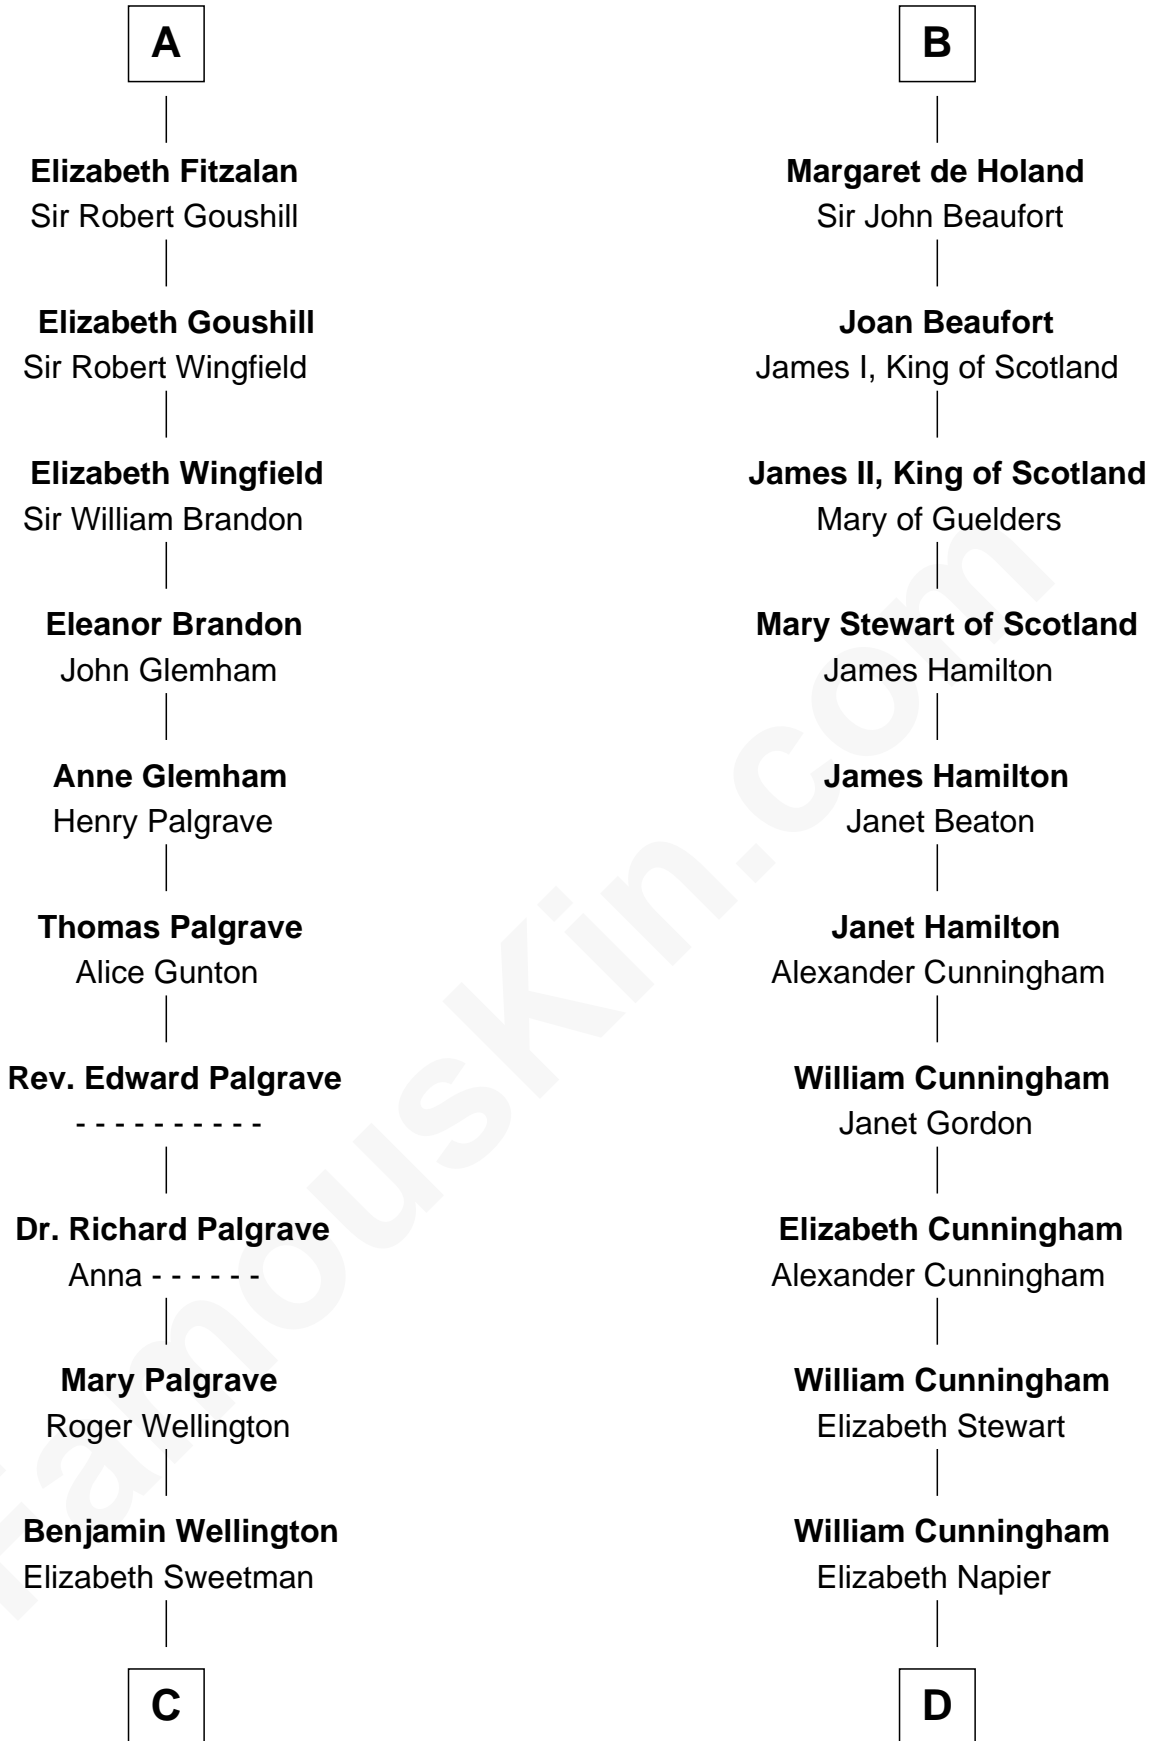 A
Elizabeth Fitzalan
Sir Robert Goushill
Elizabeth Goushill
Sir Robert Wingfield
Elizabeth Wingfield
Sir William Brandon
Eleanor Brandon
John Glemham
Anne Glemham
Henry Palgrave
Thomas Palgrave
Alice Gunton
Rev. Edward Palgrave
- - - - - - - - - -
Dr. Richard Palgrave
Anna - - - - - -
Mary Palgrave
Roger Wellington
Benjamin Wellington
Elizabeth Sweetman
C
B
Margaret de Holand
Sir John Beaufort
Joan Beaufort
James I, King of Scotland
James II, King of Scotland
Mary of Guelders
Mary Stewart of Scotland
James Hamilton
James Hamilton
Janet Beaton
Janet Hamilton
Alexander Cunningham
William Cunningham
Janet Gordon
Elizabeth Cunningham
Alexander Cunningham
William Cunningham
Elizabeth Stewart
William Cunningham
Elizabeth Napier
D
FamousKin.com